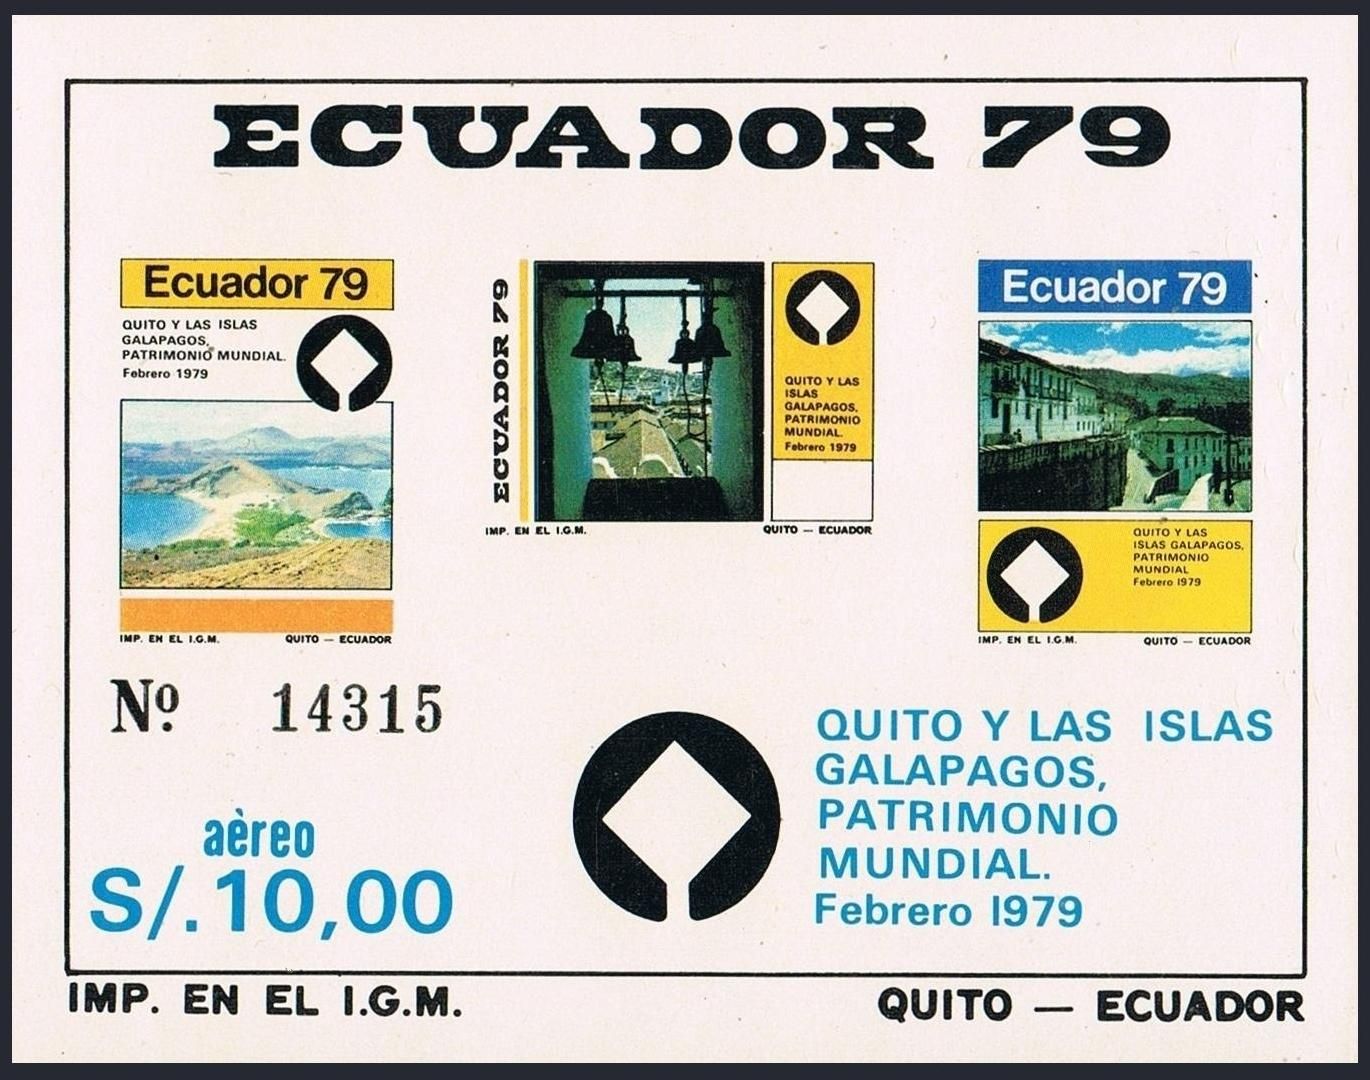 ECUADOR 79
Ecuador 79
QUITO Y LAS ISLAS
GALAPAGOS,
PATRIMONIO MUNDIAL.
Febrero 1979
IMP. EN EL I.G.M. QUITO — ECUADOR
ECUADOR 79
QUITO Y LAS
ISLAS
GALAPAGOS,
PATRIMONIO
MUNDIAL.
Febrero 1979
IMP. EN EL I.G.M. QUITO — ECUADOR
Ecuador 79
QUITO Y LAS
ISLAS GALAPAGOS,
PATRIMONIO
MUNDIAL
Febrero 1979
IMP. EN EL I.G.M. QUITO — ECUADOR
Nº 14315
aèreo
S/.10,00
QUITO Y LAS ISLAS
GALAPAGOS,
PATRIMONIO
MUNDIAL.
Febrero 1979
IMP. EN EL I.G.M. QUITO — ECUADOR